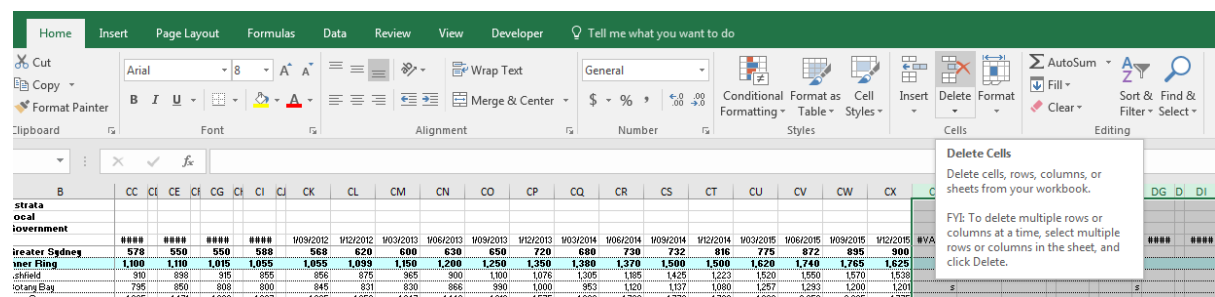 Home Insert Page Layout Formulas Data Review View Developer Tell me what you want to do
Cut
Copy
Format Painter
Clipboard
Arial 8 A A
B I U A
Font
Wrap Text
Merge & Center
Alignment
General
$ % , .00 .00
Number
Conditional Formatting
Format as Table
Cell Styles
Styles
Insert Delete Format
Cells
AutoSum
Fill
Clear
Sort & Filter
Find & Select
Editing
fx
Delete Cells
Delete cells, rows, columns, or
sheets from your workbook.
FYI: To delete multiple rows or
columns at a time, select multiple
rows or columns in the sheet, and
click Delete.
B CC CE CG CI CK CL CM CN CO CP CQ CR CS CT CU CV CW CX DG D DI
strata
ocal
Government
#### #### #### #### 1/09/2012 1/12/2012 1/03/2013 1/06/2013 1/09/2013 1/12/2013 1/03/2014 1/06/2014 1/09/2014 1/12/2014 1/03/2015 1/06/2015 1/09/2015 1/12/2015 #VA #### ####
Greater Sydney 578 550 550 588 568 620 600 630 650 720 680 730 732 816 775 872 895 900
nner Ring 1,100 1,110 1,015 1,055 1,055 1,099 1,150 1,200 1,250 1,350 1,380 1,370 1,500 1,500 1,620 1,740 1,765 1,625
Ashfield 910 898 915 855 856 875 965 900 1,100 1,076 1,305 1,185 1,425 1,223 1,520 1,550 1,570 1,538
Botany Bay 795 850 808 800 845 831 830 866 990 1,000 953 1,120 1,137 1,080 1,257 1,293 1,200 1,201 s s